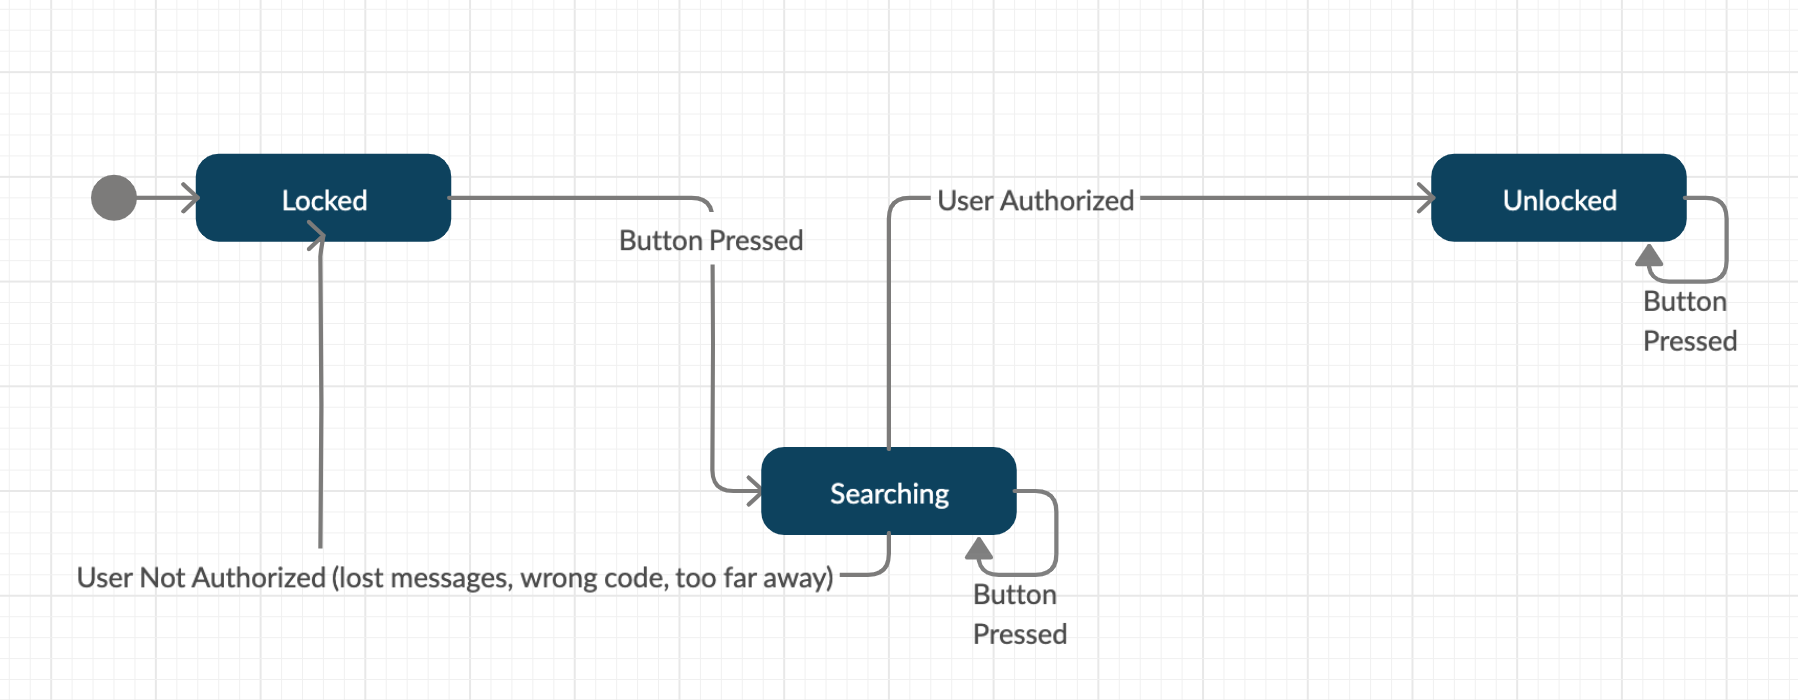 Locked
Button Pressed
User Authorized
Unlocked
Button
Pressed
Searching
User Not Authorized (lost messages, wrong code, too far away)
Button
Pressed